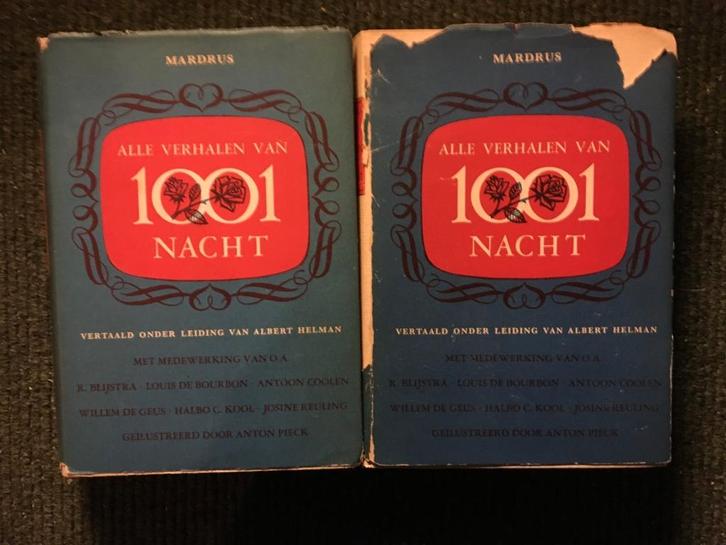 MARDRUS
ALLE VERHALEN VAN
1001
NACHT
VERTAALD ONDER LEIDING VAN ALBERT HELMAN
MET MEDEWERKING VAN O.A.
R. BLIJSTRA · LOUIS DE BOURBON · ANTOON COOLEN
WILLEM DE GEUS · HALBO C. KOOL · JOSINE REULING
GEÏLLUSTREERD DOOR ANTON PIECK
MARDRUS
ALLE VERHALEN VAN
1001
NACHT
VERTAALD ONDER LEIDING VAN ALBERT HELMAN
MET MEDEWERKING VAN O.A.
R. BLIJSTRA · LOUIS DE BOURBON · ANTOON COOLEN
WILLEM DE GEUS · HALBO C. KOOL · JOSINE REULING
GEÏLLUSTREERD DOOR ANTON PIECK